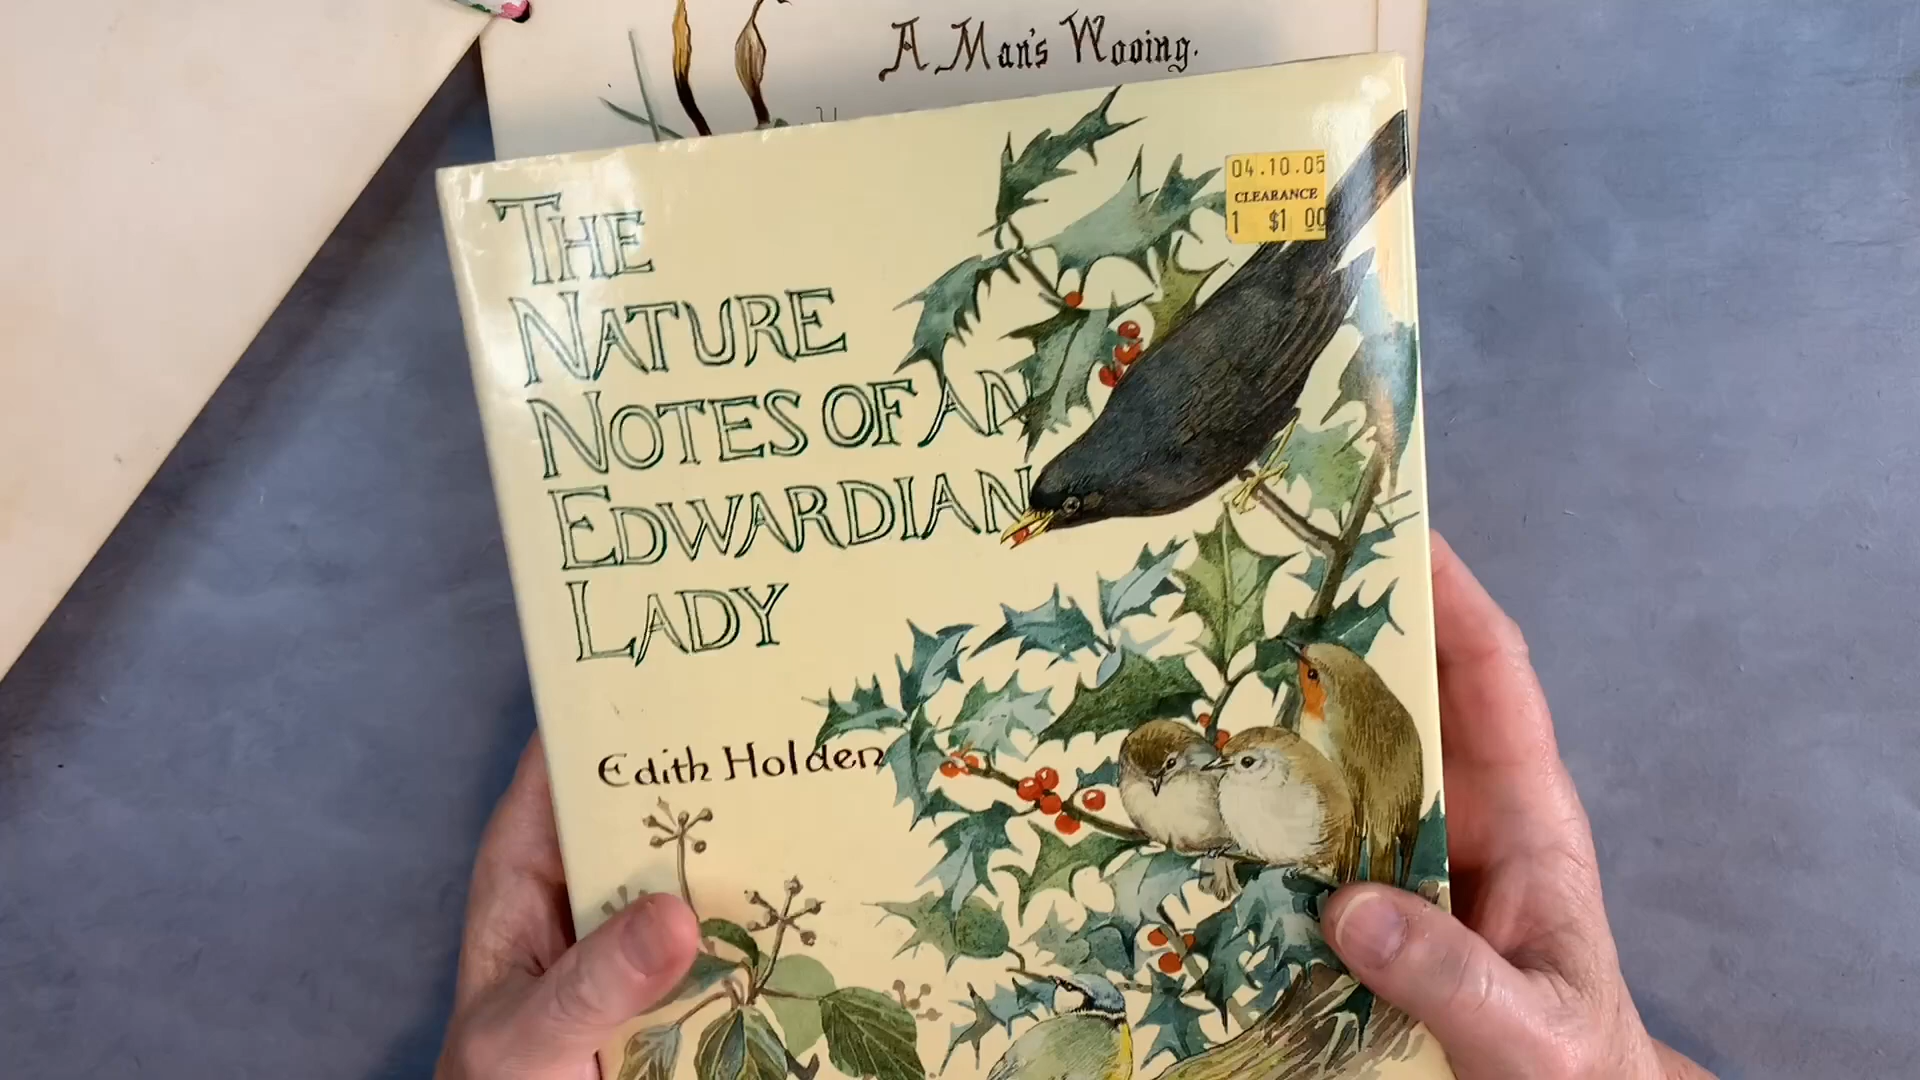 A Man's Wooing.
04.10.05
CLEARANCE
1 $1 00
THE
NATURE
NOTES OF AN
EDWARDIAN
LADY
Edith Holden